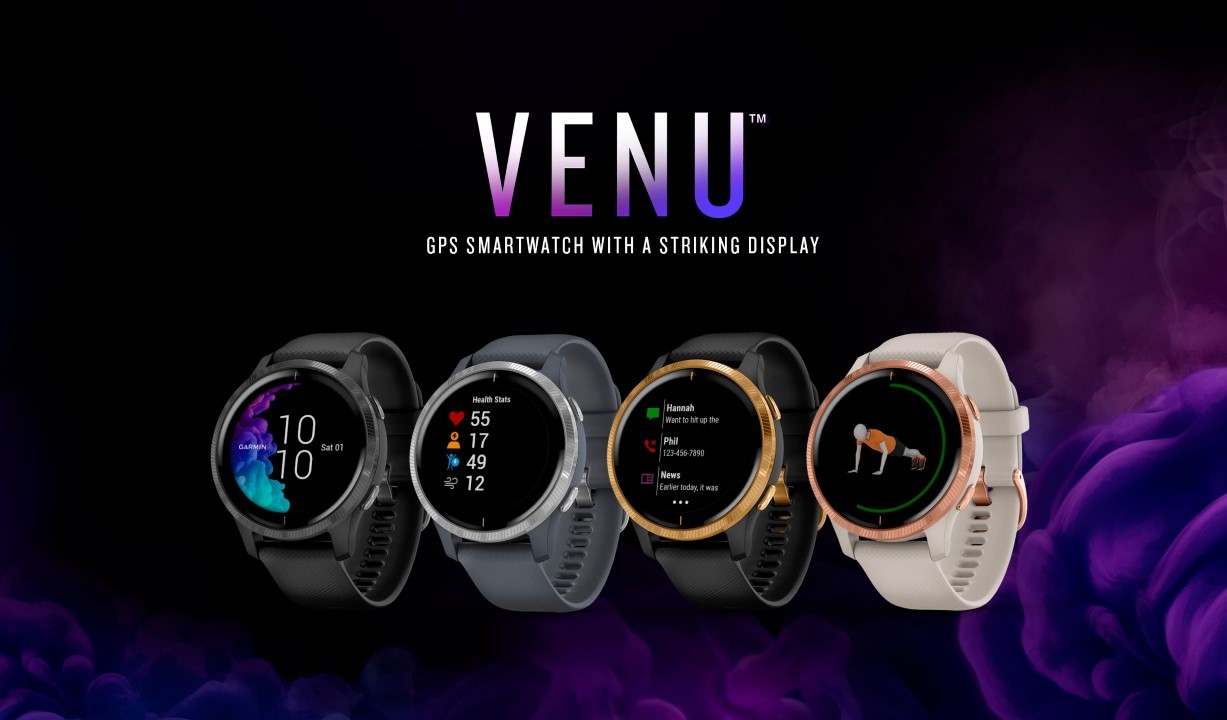 VENU™
GPS SMARTWATCH WITH A STRIKING DISPLAY
GARMIN
10
10
Sat 01
Health Stats
55
17
49
12
Hannah
Want to hit up the
Phil
123-456-7890
News
Earlier today, it was
•••